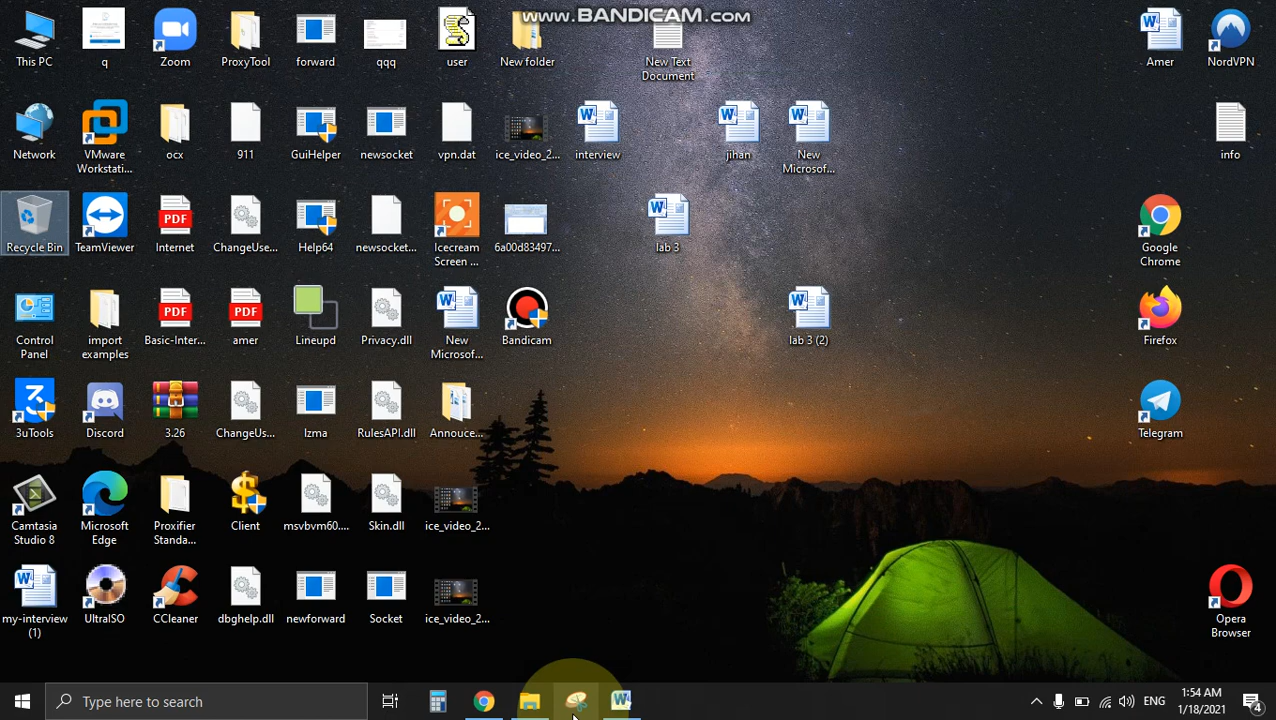 www.BANDICAM.com
This PC
q
Zoom
ProxyTool
forward
qqq
user
New folder
New Text
Document
Amer
NordVPN
Network
VMware
Workstati...
ocx
911
GuiHelper
newsocket
vpn.dat
ice_video_2...
interview
jihan
New
Microsof...
info
Recycle Bin
TeamViewer
PDF
Internet
ChangeUse...
Help64
newsocket...
Icecream
Screen ...
6a00d83497...
lab 3
Google
Chrome
Control
Panel
import
examples
PDF
Basic-Inter...
PDF
amer
Lineupd
Privacy.dll
New
Microsof...
Bandicam
lab 3 (2)
Firefox
3uTools
Discord
3.26
ChangeUs...
lzma
RulesAPI.dll
Annouce...
Telegram
Camtasia
Studio 8
Microsoft
Edge
Proxifier
Standa...
Client
msvbvm60....
Skin.dll
ice_video_2...
my-interview
(1)
UltraISO
CCleaner
dbghelp.dll
newforward
Socket
ice_video_2...
Opera
Browser
Type here to search
ENG
1:54 AM
1/18/2021
4